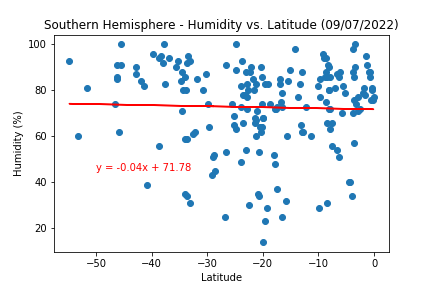 Southern Hemisphere - Humidity vs. Latitude (09/07/2022)
100
80
60
40
20
Humidity (%)
y = -0.04x + 71.78
−50
−40
−30
−20
−10
0
Latitude